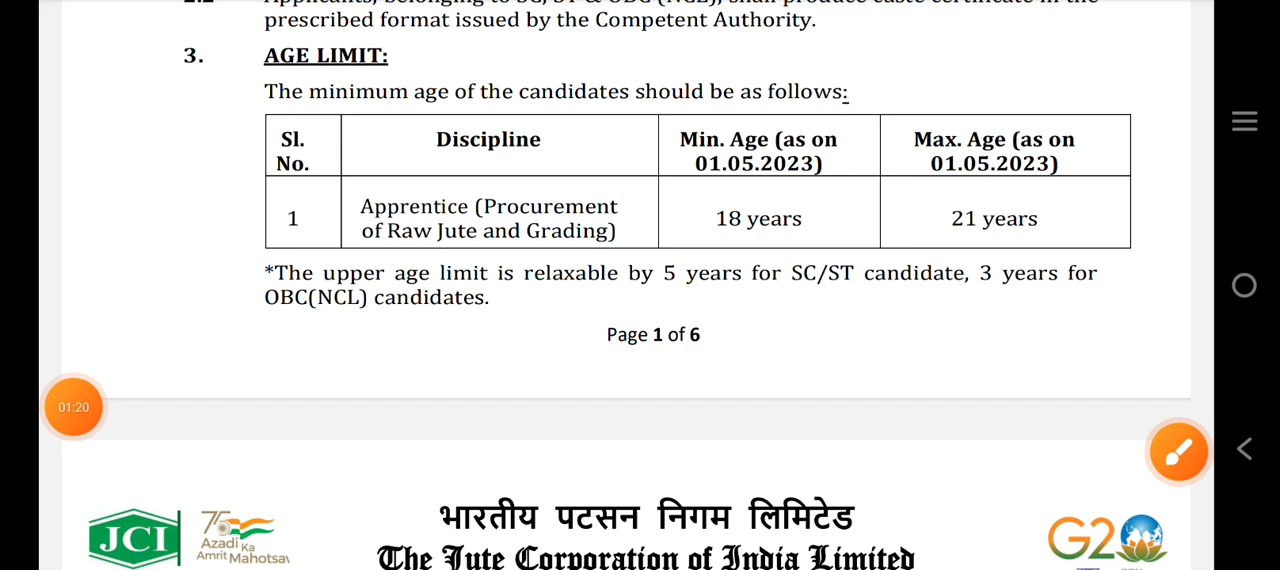 prescribed format issued by the Competent Authority.
3. AGE LIMIT:
The minimum age of the candidates should be as follows:
Sl. No. Discipline Min. Age (as on 01.05.2023) Max. Age (as on 01.05.2023)
1 Apprentice (Procurement of Raw Jute and Grading) 18 years 21 years
*The upper age limit is relaxable by 5 years for SC/ST candidate, 3 years for
OBC(NCL) candidates.
Page 1 of 6
01:20
भारतीय पटसन निगम लिमिटेड
The Jute Corporation of India Limited
JCI
75
Azadi Ka
Amrit Mahotsav
G20